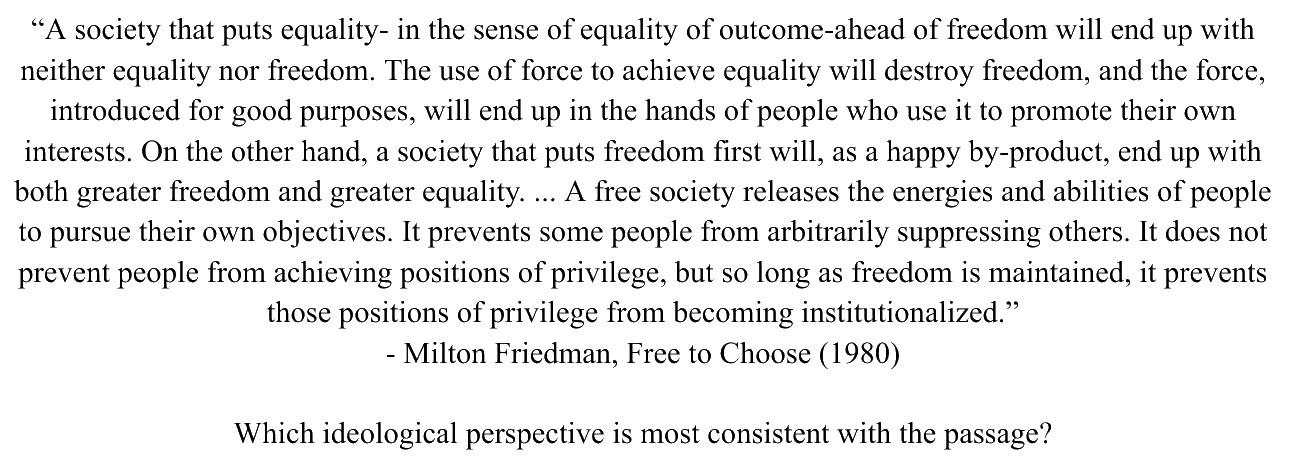 “A society that puts equality- in the sense of equality of outcome-ahead of freedom will end up with
neither equality nor freedom. The use of force to achieve equality will destroy freedom, and the force,
introduced for good purposes, will end up in the hands of people who use it to promote their own
interests. On the other hand, a society that puts freedom first will, as a happy by-product, end up with
both greater freedom and greater equality. ... A free society releases the energies and abilities of people
to pursue their own objectives. It prevents some people from arbitrarily suppressing others. It does not
prevent people from achieving positions of privilege, but so long as freedom is maintained, it prevents
those positions of privilege from becoming institutionalized.”
- Milton Friedman, Free to Choose (1980)
Which ideological perspective is most consistent with the passage?